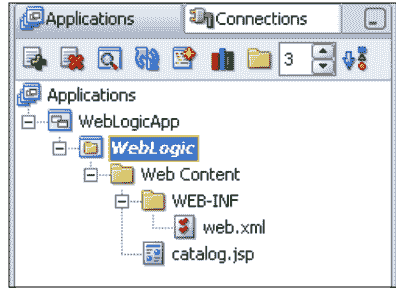 Applications Connections
3
Applications
WebLogicApp
WebLogic
Web Content
WEB-INF
web.xml
catalog.jsp